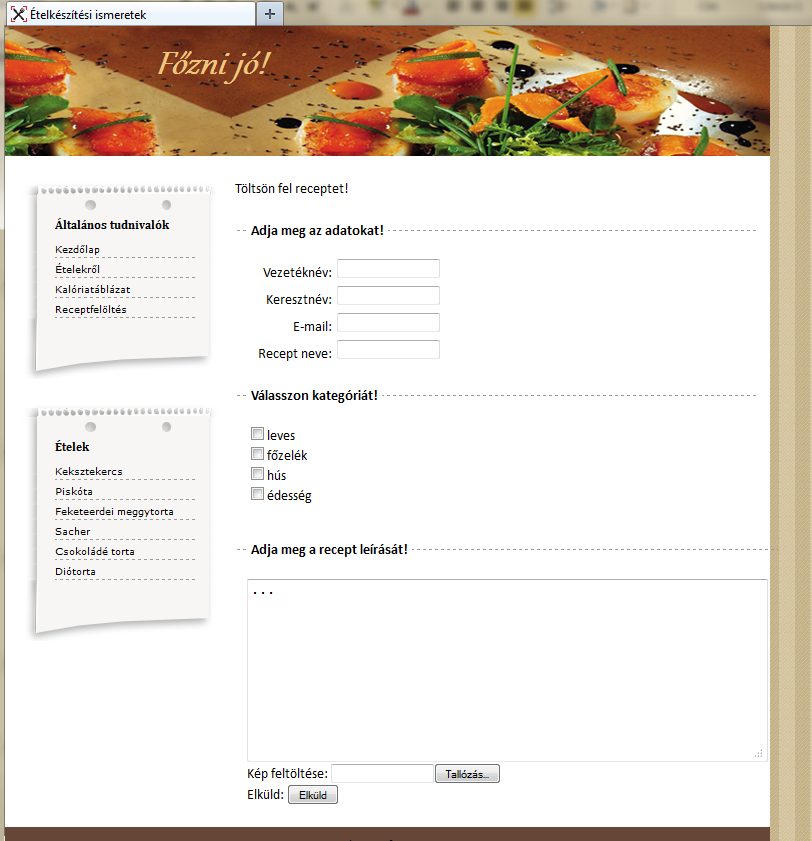 Ételkészítési ismeretek
Főzni jó!
Általános tudnivalók
Kezdőlap
Ételekről
Kalóriatáblázat
Receptfelöltés
Ételek
Keksztekercs
Piskóta
Feketeerdei meggytorta
Sacher
Csokoládé torta
Diótorta
Töltsön fel receptet!
Adja meg az adatokat!
Vezetéknév:
Keresztnév:
E-mail:
Recept neve:
Válasszon kategóriát!
leves
főzelék
hús
édesség
Adja meg a recept leírását!
...
Kép feltöltése: Tallózás...
Elküld: Elküld